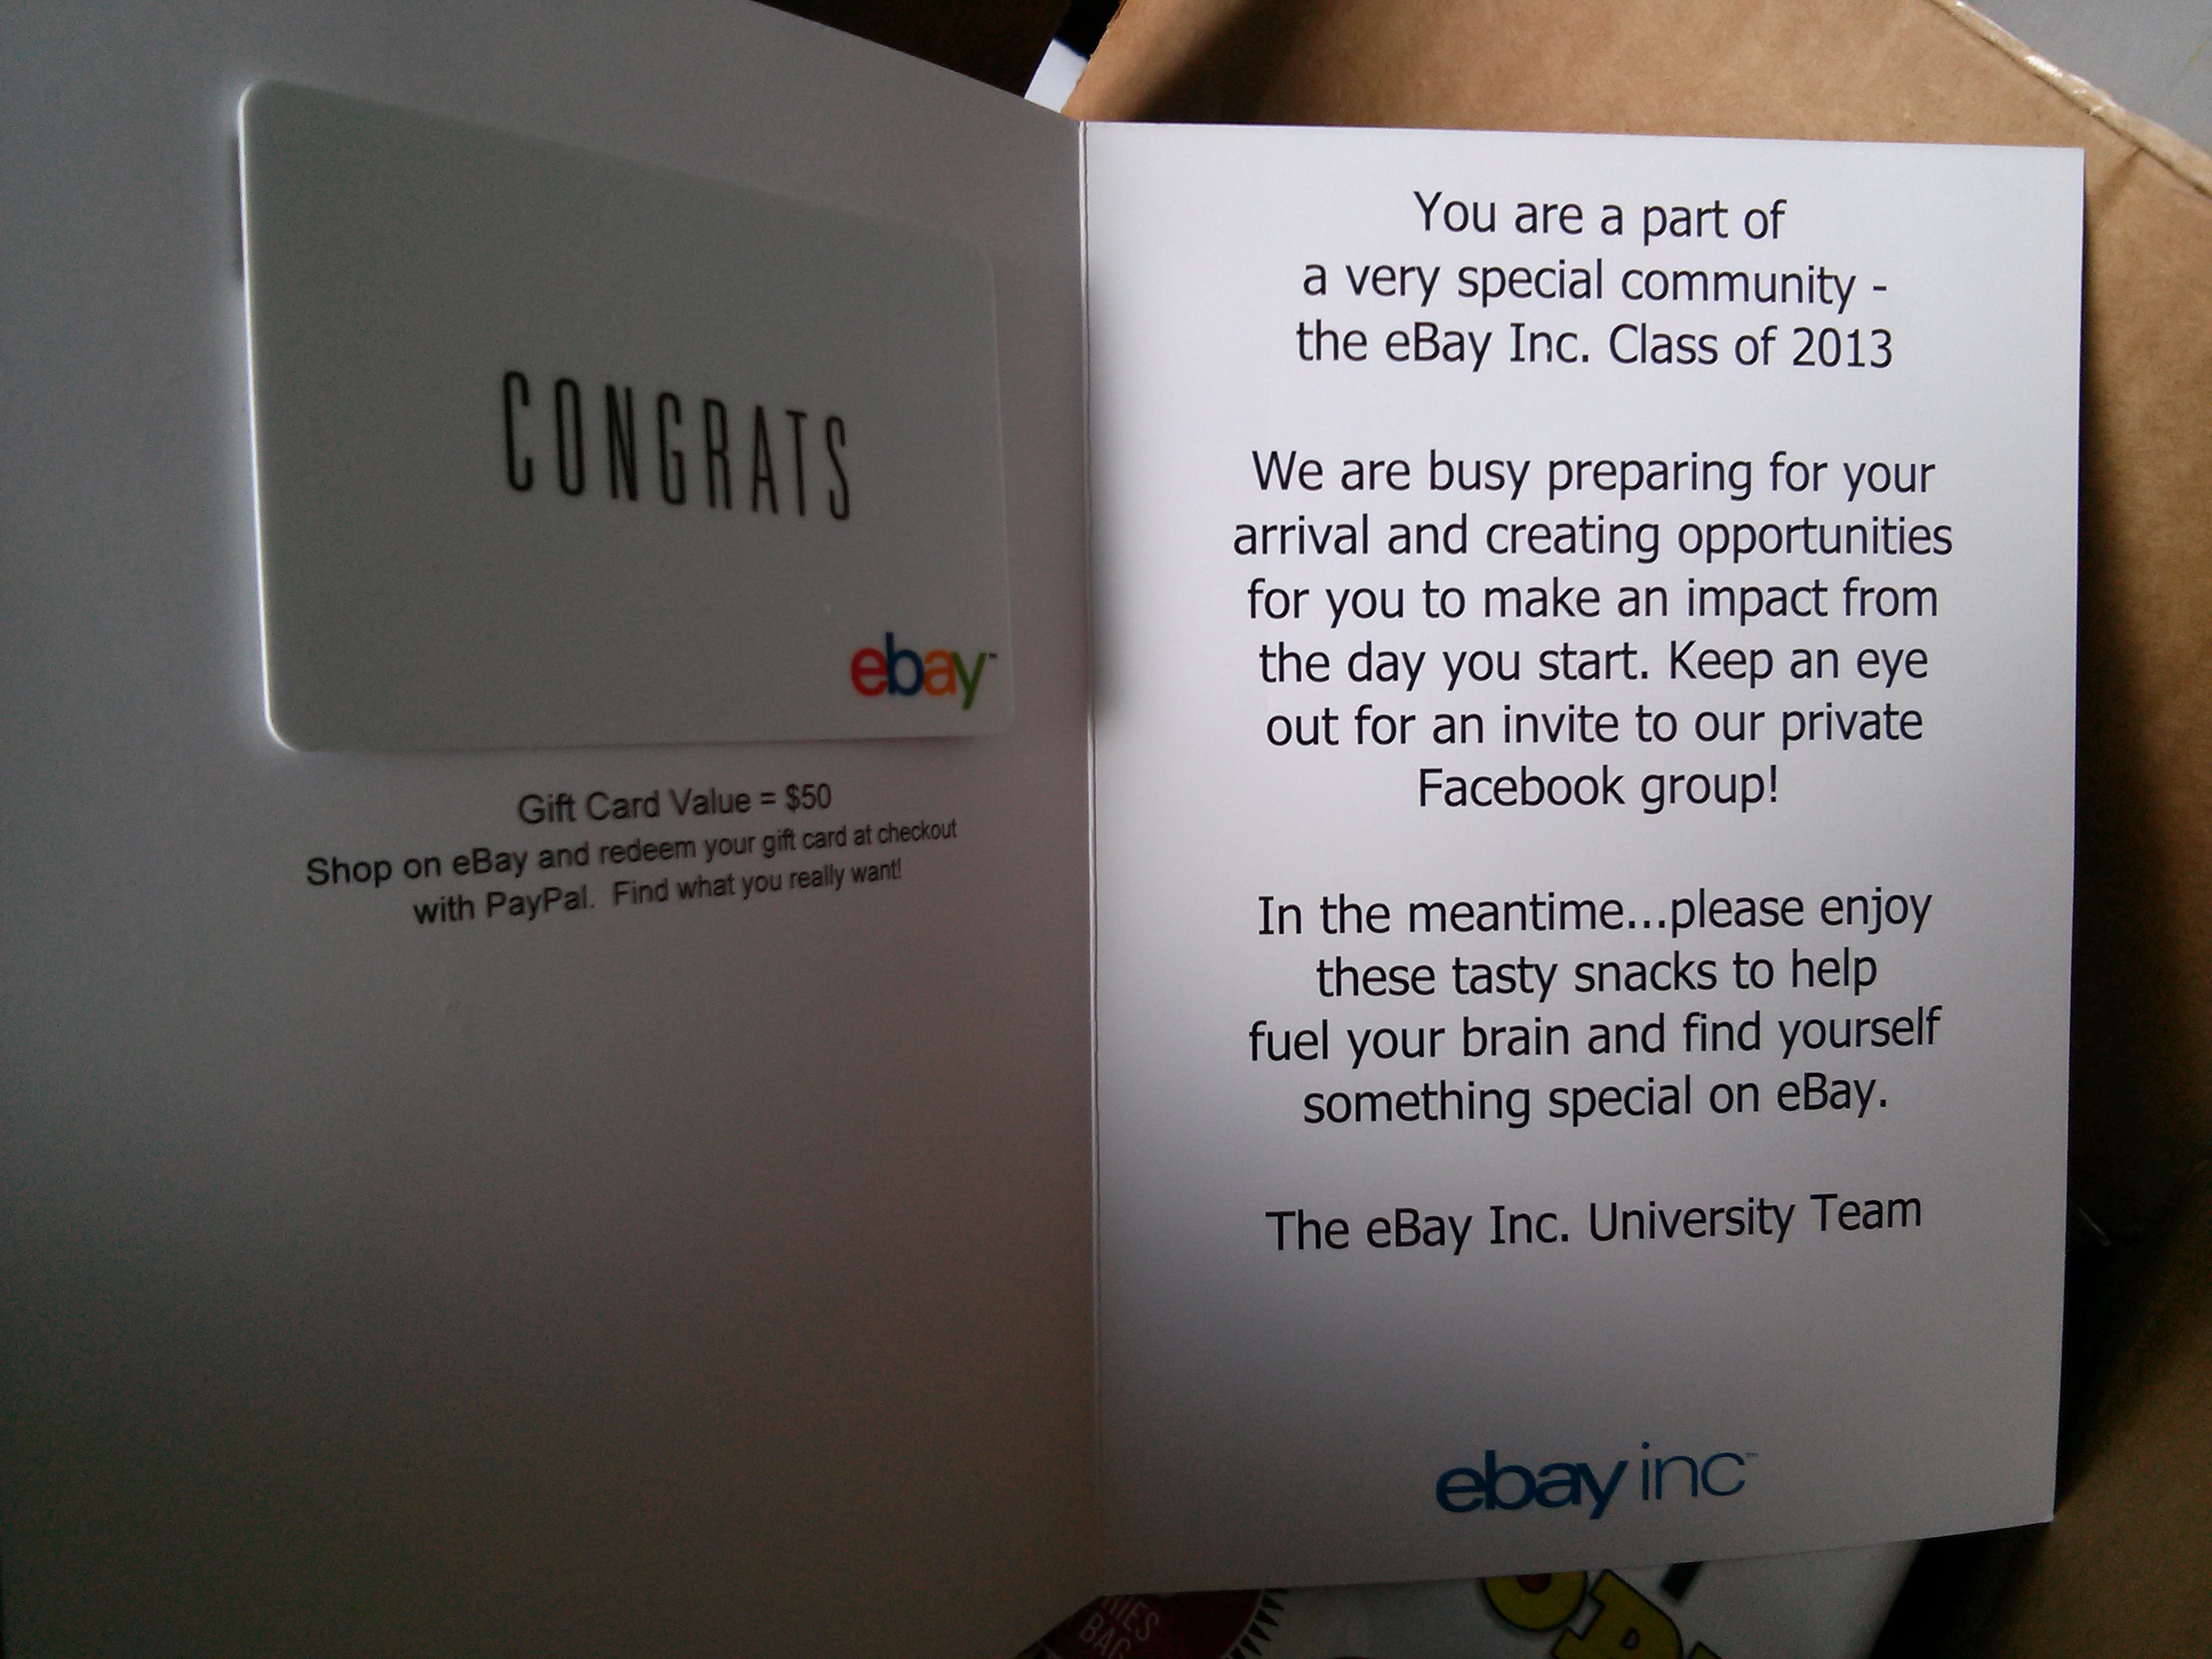 CONGRATS
ebay™
Gift Card Value = $50
Shop on eBay and redeem your gift card at checkout
with PayPal. Find what you really want!
You are a part of
a very special community -
the eBay Inc. Class of 2013
We are busy preparing for your
arrival and creating opportunities
for you to make an impact from
the day you start. Keep an eye
out for an invite to our private
Facebook group!
In the meantime...please enjoy
these tasty snacks to help
fuel your brain and find yourself
something special on eBay.
The eBay Inc. University Team
ebay inc™